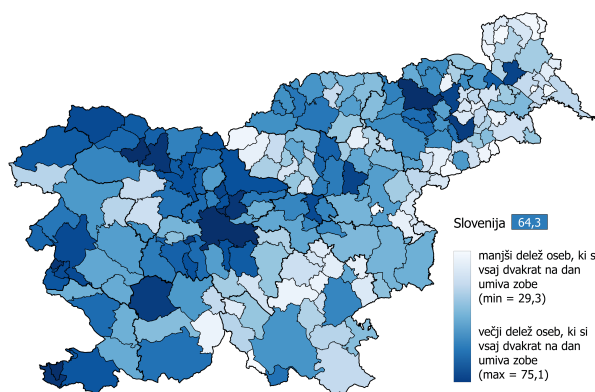 Slovenija 64,3
manjši delež oseb, ki si
vsaj dvakrat na dan
umiva zobe
(min = 29,3)
večji delež oseb, ki si
vsaj dvakrat na dan
umiva zobe
(max = 75,1)